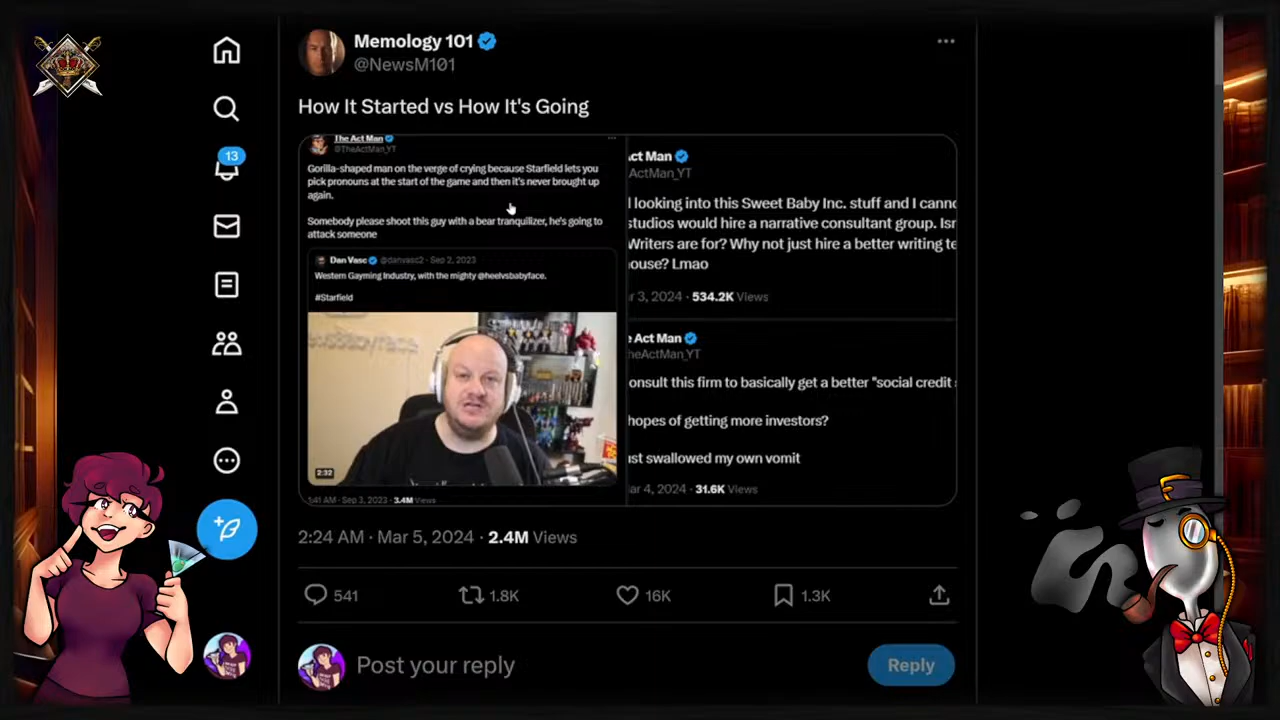 Memology 101
@NewsM101
How It Started vs How It's Going
13
The Act Man
@TheActMan_YT
Gorilla-shaped man on the verge of crying because Starfield lets you
pick pronouns at the start of the game and then it's never brought up
again.
Somebody please shoot this guy with a bear tranquilizer, he's going to
attack someone
Dan Vasc @danvasc2 · Sep 2, 2023
Western Gayming Industry, with the mighty @heelvsbabyface.
#Starfield
2:32
1:41 AM · Sep 3, 2023 · 3.4M Views
ct Man
ActMan_YT
looking into this Sweet Baby Inc. stuff and I canno
studios would hire a narrative consultant group. Isn
Writers are for? Why not just hire a better writing te
ouse? Lmao
r 3, 2024 · 534.2K Views
e Act Man
heActMan_YT
onsult this firm to basically get a better "social credit
hopes of getting more investors?
ust swallowed my own vomit
ar 4, 2024 · 31.6K Views
2:24 AM · Mar 5, 2024 · 2.4M Views
541
1.8K
16K
1.3K
Post your reply
Reply